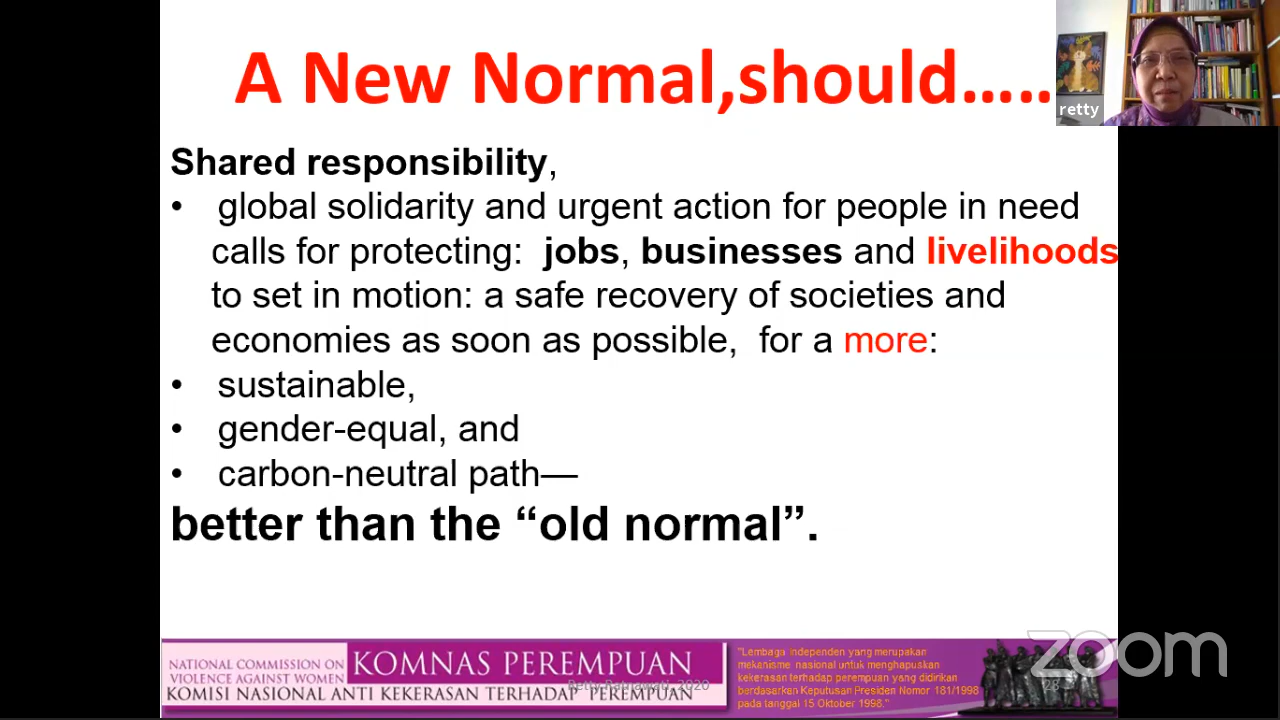 A New Normal,should…..
retty
Shared responsibility,
• global solidarity and urgent action for people in need
calls for protecting: jobs, businesses and livelihoods
to set in motion: a safe recovery of societies and
economies as soon as possible, for a more:
• sustainable,
• gender-equal, and
• carbon-neutral path—
better than the “old normal”.
NATIONAL COMMISSION ON
VIOLENCE AGAINST WOMEN
KOMNAS PEREMPUAN
KOMISI NASIONAL ANTI KEKERASAN TERHADAP PEREMPUAN
Retty Ratnawati, 2020
"Lembaga independen yang merupakan
mekanisme nasional untuk menghapuskan
kekerasan terhadap perempuan yang didirikan
berdasarkan Keputusan Presiden Nomor 181/1998
pada tanggal 15 Oktober 1998."
28
zoom